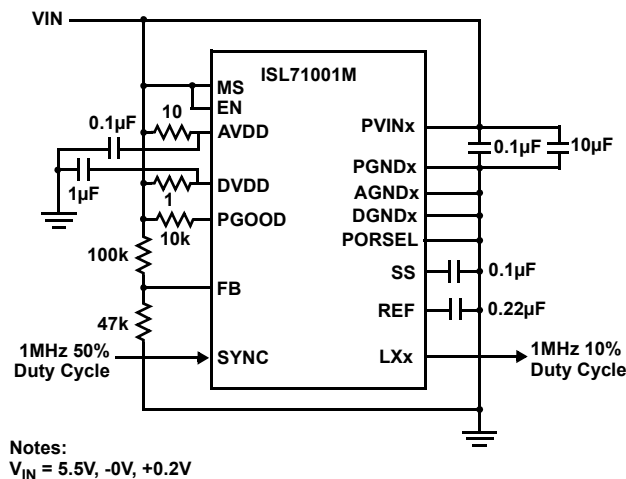 VIN
ISL71001M
MS
EN
10
AVDD
0.1µF
PVINx
0.1µF
10µF
PGNDx
1µF
DVDD
1
AGNDx
DGNDx
PGOOD
10k
PORSEL
100k
SS
0.1µF
FB
REF
0.22µF
47k
1MHz 50%
Duty Cycle
SYNC
LXx
1MHz 10%
Duty Cycle
Notes:
VIN = 5.5V, -0V, +0.2V